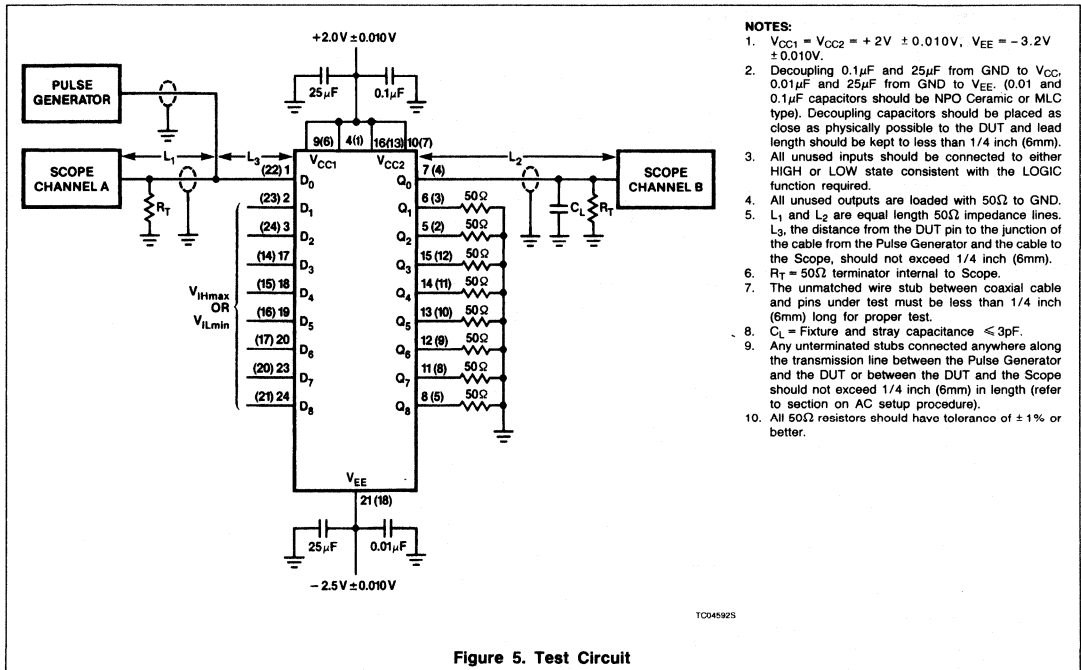 +2.0V ±0.010V
PULSE
GENERATOR
25μF
0.1μF
9(6)
4(1)
16(13)
10(7)
L1
L3
VCC1
VCC2
L2
SCOPE
CHANNEL A
(22) 1
D0
Q0
7 (4)
SCOPE
CHANNEL B
RT
CL
RT
(23) 2
D1
Q1
6 (3)
50Ω
(24) 3
D2
Q2
5 (2)
50Ω
(14) 17
D3
Q3
15 (12)
50Ω
(15) 18
D4
Q4
14 (11)
50Ω
VIHmax
OR
VILmin
(16) 19
D5
Q5
13 (10)
50Ω
(17) 20
D6
Q6
12 (9)
50Ω
(20) 23
D7
Q7
11 (8)
50Ω
(21) 24
D8
Q8
8 (5)
50Ω
VEE
21 (18)
25μF
0.01μF
− 2.5V ±0.010V
NOTES:
1. VCC1 = VCC2 = + 2V ± 0.010V, VEE = − 3.2V
± 0.010V.
2. Decoupling 0.1μF and 25μF from GND to VCC,
0.01μF and 25μF from GND to VEE. (0.01 and
0.1μF capacitors should be NPO Ceramic or MLC
type). Decoupling capacitors should be placed as
close as physically possible to the DUT and lead
length should be kept to less than 1/4 inch (6mm).
3. All unused inputs should be connected to either
HIGH or LOW state consistent with the LOGIC
function required.
4. All unused outputs are loaded with 50Ω to GND.
5. L1 and L2 are equal length 50Ω impedance lines.
L3, the distance from the DUT pin to the junction of
the cable from the Pulse Generator and the cable to
the Scope, should not exceed 1/4 inch (6mm).
6. RT = 50Ω terminator internal to Scope.
7. The unmatched wire stub between coaxial cable
and pins under test must be less than 1/4 inch
(6mm) long for proper test.
8. CL = Fixture and stray capacitance ⩽ 3pF.
9. Any unterminated stubs connected anywhere along
the transmission line between the Pulse Generator
and the DUT or between the DUT and the Scope
should not exceed 1/4 inch (6mm) in length (refer
to section on AC setup procedure).
10. All 50Ω resistors should have tolerance of ± 1% or
better.
TC04592S
Figure 5. Test Circuit